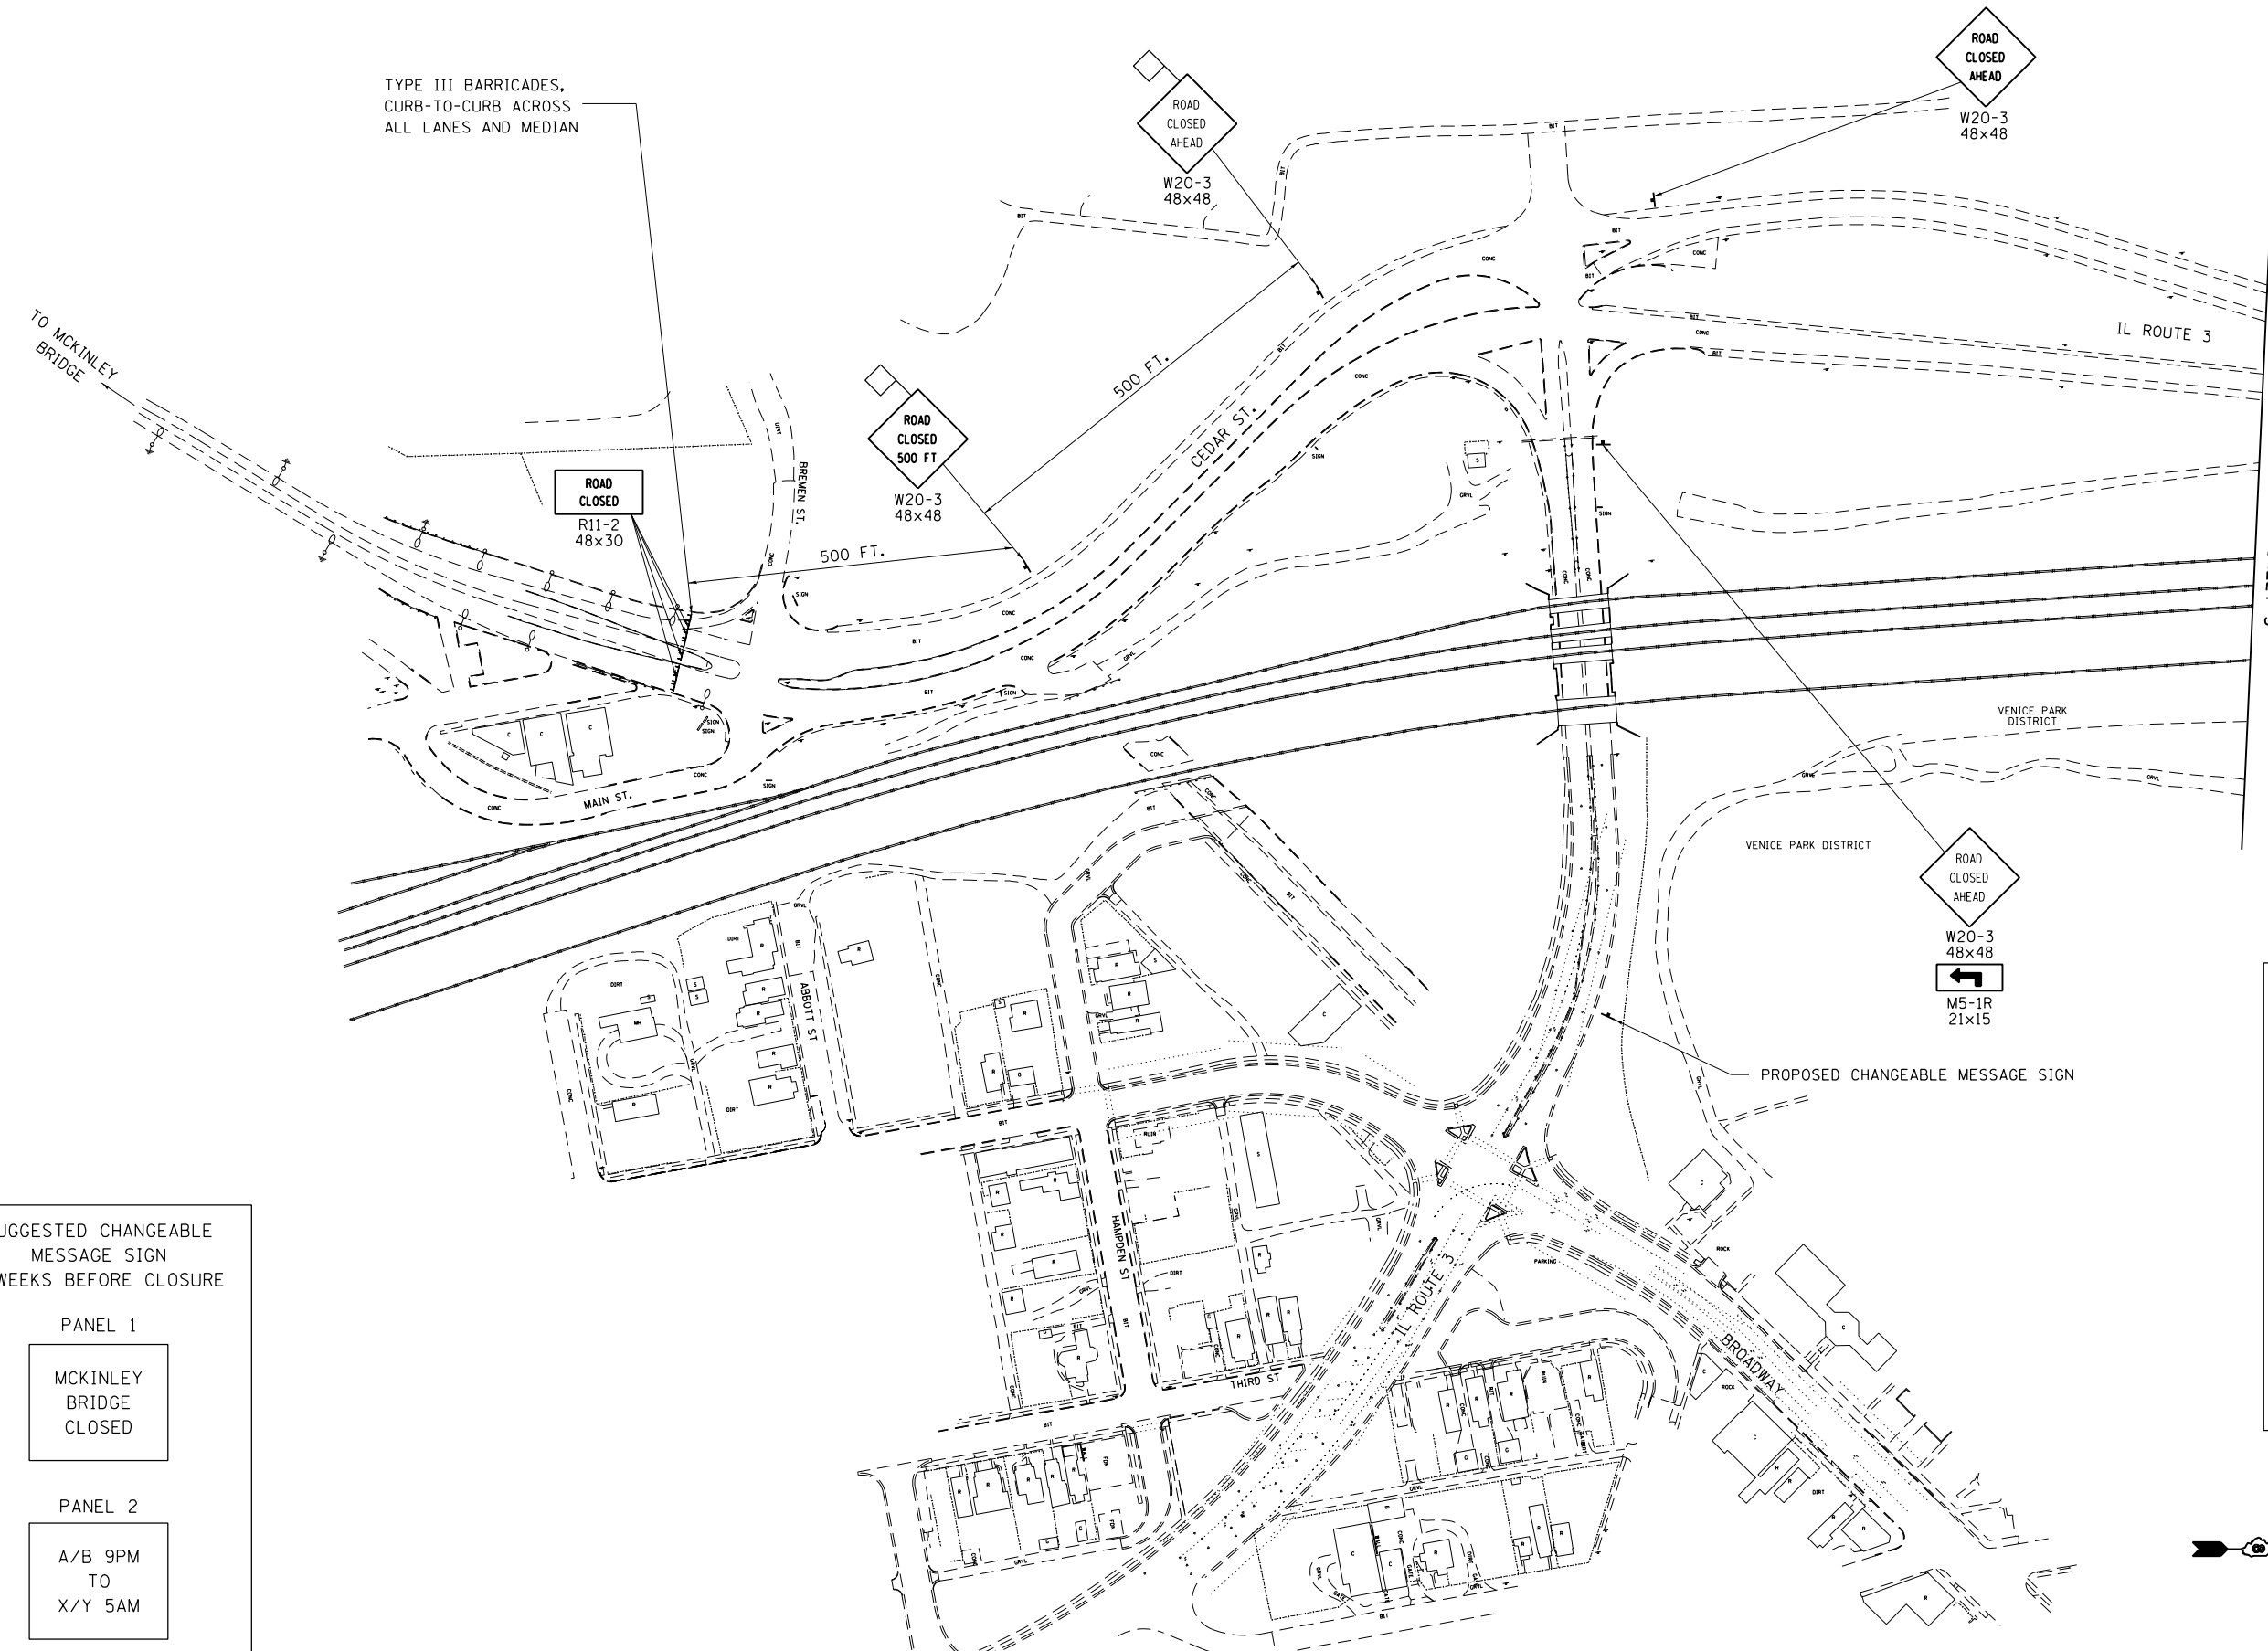 TYPE III BARRICADES,
CURB-TO-CURB ACROSS
ALL LANES AND MEDIAN
ROAD
CLOSED
AHEAD
W20-3
48x48
ROAD
CLOSED
AHEAD
W20-3
48x48
TO MCKINLEY
BRIDGE
IL ROUTE 3
500 FT.
CEDAR ST.
ROAD
CLOSED
500 FT
W20-3
48x48
500 FT.
ROAD
CLOSED
R11-2
48x30
BREMEN ST.
MAIN ST.
VENICE PARK
DISTRICT
VENICE PARK DISTRICT
ROAD
CLOSED
AHEAD
W20-3
48x48
M5-1R
21x15
PROPOSED CHANGEABLE MESSAGE SIGN
ABBOTT ST
HAMPDEN ST
THIRD ST
IL ROUTE 3
BROADWAY
PARKING
ROCK
ROCK
UGGESTED CHANGEABLE
MESSAGE SIGN
WEEKS BEFORE CLOSURE
PANEL 1
MCKINLEY
BRIDGE
CLOSED
PANEL 2
A/B 9PM
TO
X/Y 5AM